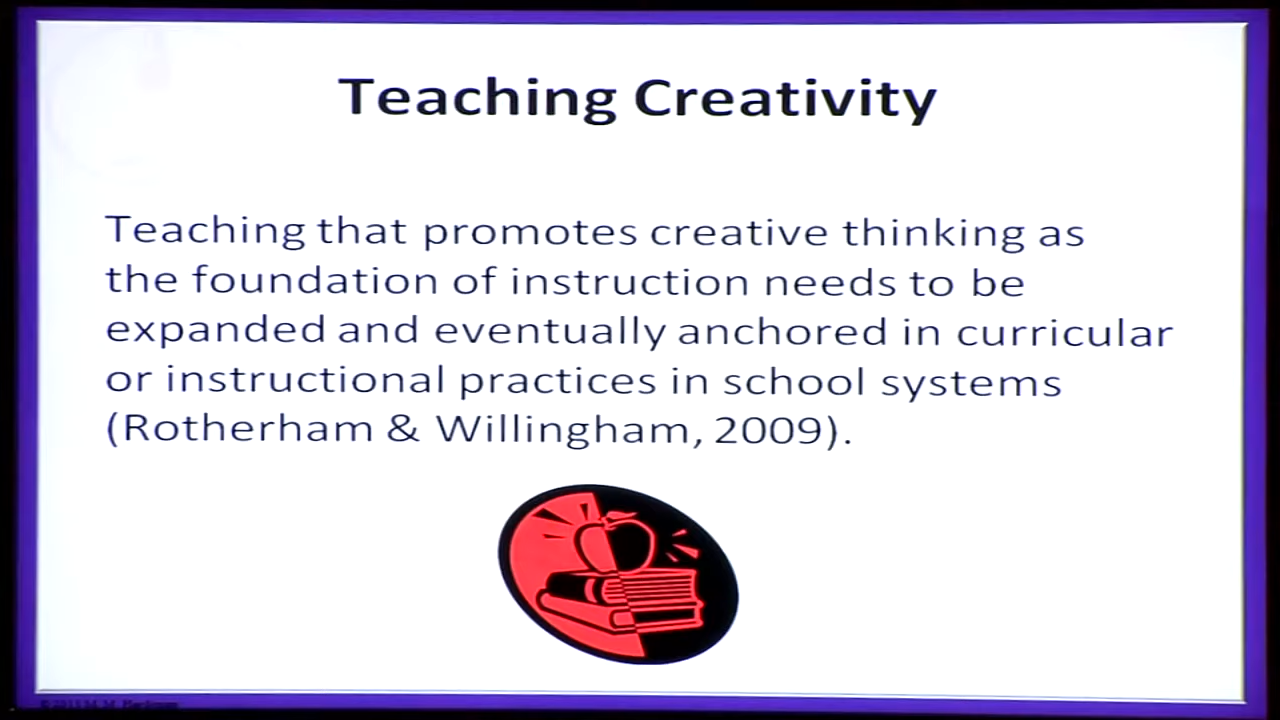 Teaching Creativity
Teaching that promotes creative thinking as
the foundation of instruction needs to be
expanded and eventually anchored in curricular
or instructional practices in school systems
(Rotherham & Willingham, 2009).